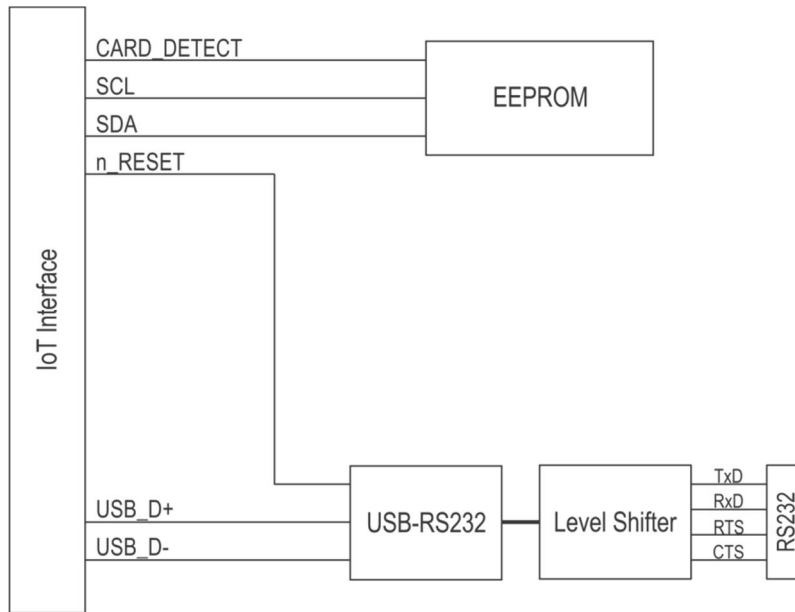 CARD_DETECT
SCL
SDA
n_RESET
EEPROM
IoT Interface
USB_D+
USB_D-
USB-RS232
Level Shifter
TxD
RxD
RTS
CTS
RS232